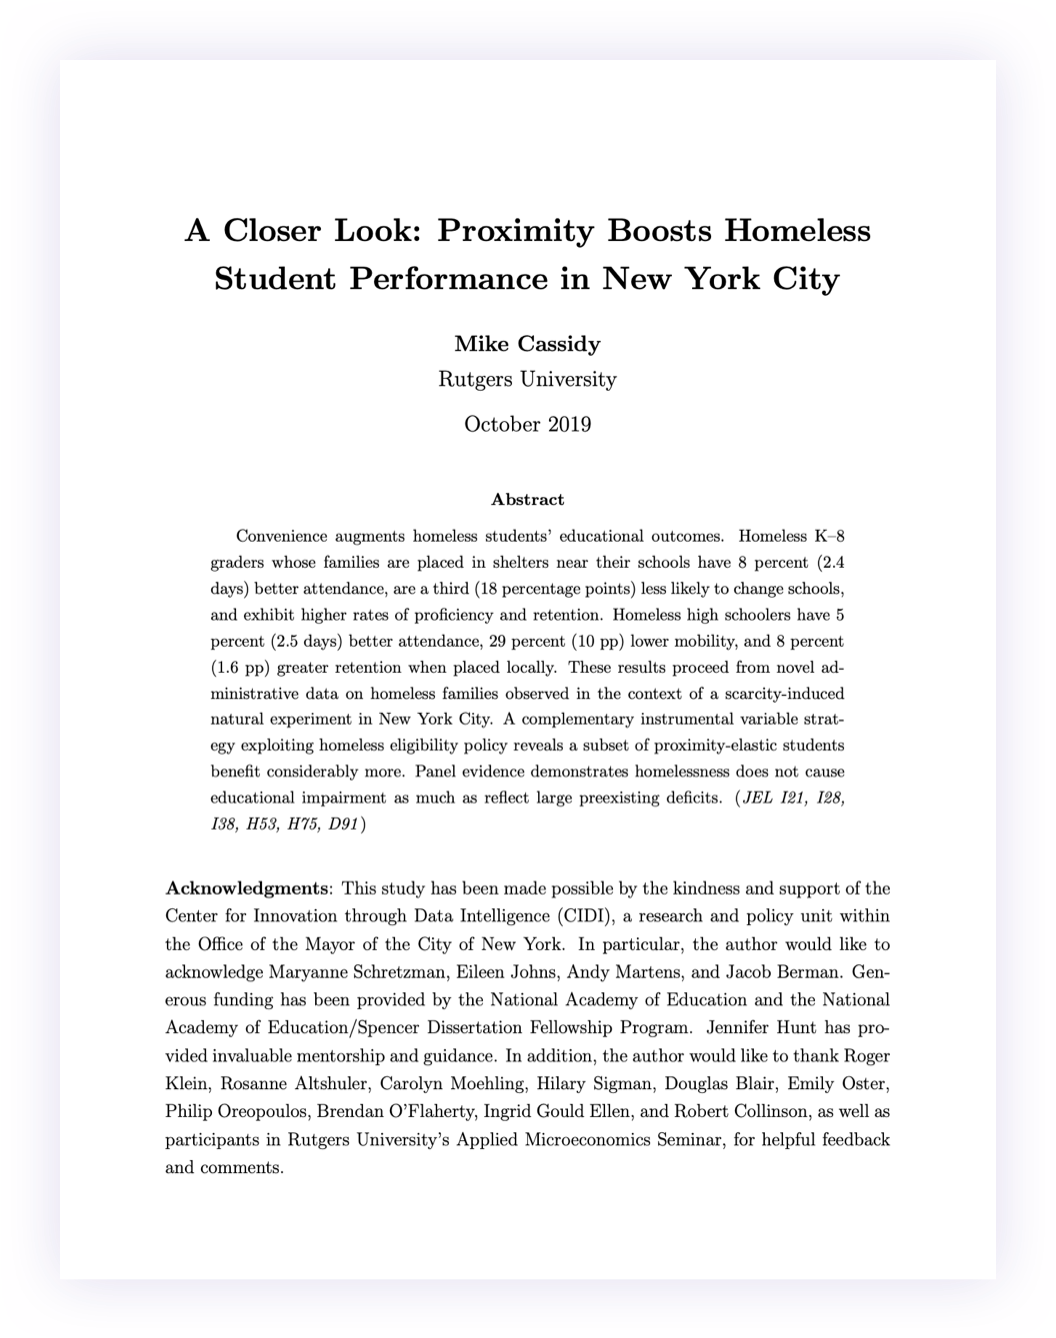 A Closer Look: Proximity Boosts Homeless
Student Performance in New York City
Mike Cassidy
Rutgers University
October 2019
Abstract
Convenience augments homeless students’ educational outcomes. Homeless K–8
graders whose families are placed in shelters near their schools have 8 percent (2.4
days) better attendance, are a third (18 percentage points) less likely to change schools,
and exhibit higher rates of proficiency and retention. Homeless high schoolers have 5
percent (2.5 days) better attendance, 29 percent (10 pp) lower mobility, and 8 percent
(1.6 pp) greater retention when placed locally. These results proceed from novel ad-
ministrative data on homeless families observed in the context of a scarcity-induced
natural experiment in New York City. A complementary instrumental variable strat-
egy exploiting homeless eligibility policy reveals a subset of proximity-elastic students
benefit considerably more. Panel evidence demonstrates homelessness does not cause
educational impairment as much as reflect large preexisting deficits. (JEL I21, I28,
I38, H53, H75, D91)
Acknowledgments: This study has been made possible by the kindness and support of the
Center for Innovation through Data Intelligence (CIDI), a research and policy unit within
the Office of the Mayor of the City of New York. In particular, the author would like to
acknowledge Maryanne Schretzman, Eileen Johns, Andy Martens, and Jacob Berman. Gen-
erous funding has been provided by the National Academy of Education and the National
Academy of Education/Spencer Dissertation Fellowship Program. Jennifer Hunt has pro-
vided invaluable mentorship and guidance. In addition, the author would like to thank Roger
Klein, Rosanne Altshuler, Carolyn Moehling, Hilary Sigman, Douglas Blair, Emily Oster,
Philip Oreopoulos, Brendan O’Flaherty, Ingrid Gould Ellen, and Robert Collinson, as well as
participants in Rutgers University’s Applied Microeconomics Seminar, for helpful feedback
and comments.